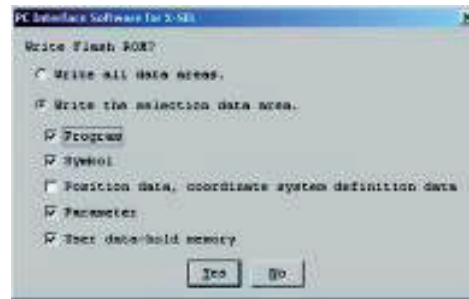 PC Interface Software for X-SEL
Write Flash ROM?
Write all data areas.
Write the selection data area.
Program
Symbol
Position data, coordinate system definition data
Parameter
User data-hold memory
Yes No